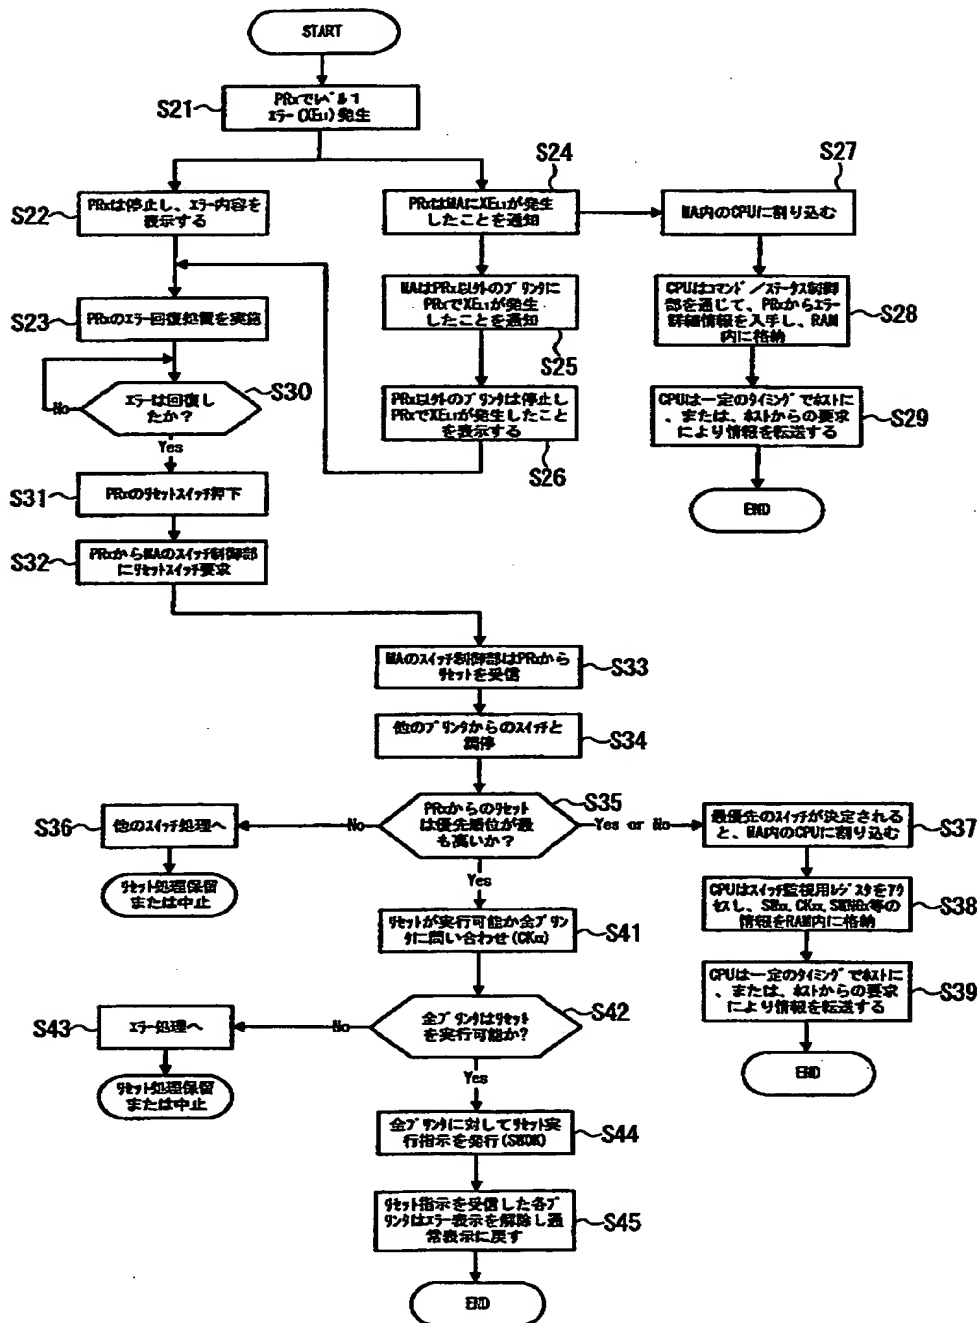 START
S21
PRxでレベル1
エラー(XEL1)発生
S22
PRxは停止し、エラー内容を
表示する
S24
PRxはMAにXEL1が発生
したことを通知
S27
MA内のCPUに割り込む
S23
PRxのエラー回復処置を実施
MAはPRx以外のプリンタに
PRxでXEL1が発生
したことを通知
S25
CPUはコマンド/ステータス制御
部を通じて、PRxからエラー
詳細情報を入手し、RAM
内に格納
S28
S30
エラーは回復し
たか?
No
Yes
PRx以外のプリンタは停止し
PRxでXEL1が発生したこと
を表示する
S26
CPUは一定のタイミングでホストに
、または、ホストからの要求
により情報を転送する
S29
END
S31
PRxのリセットスイッチ押下
S32
PRxからMAのスイッチ制御部
にリセットスイッチ要求
MAのスイッチ制御部はPRxから
リセットを受信
S33
他のプリンタからのスイッチと
調停
S34
PRxからのリセット
は優先順位が最
も高いか?
S35
No
Yes or No
Yes
S36
他のスイッチ処理へ
リセット処理保留
または中止
最優先のスイッチが決定される
と、MA内のCPUに割り込む
S37
CPUはスイッチ監視用レジスタをアク
セスし、SWxx、CKxx、SWNGx等の
情報をRAM内に格納
S38
リセットが実行可能か全プリン
タに問い合わせ(CKxx)
S41
CPUは一定のタイミングでホストに
、または、ホストからの要求
により情報を転送する
S39
END
全プリンタはリセット
を実行可能か?
S42
No
Yes
S43
エラー処理へ
リセット処理保留
または中止
全プリンタに対してリセット実
行指示を発行(SWOK)
S44
リセット指示を受信した各プ
リンタはエラー表示を解除し通
常表示に戻す
S45
END